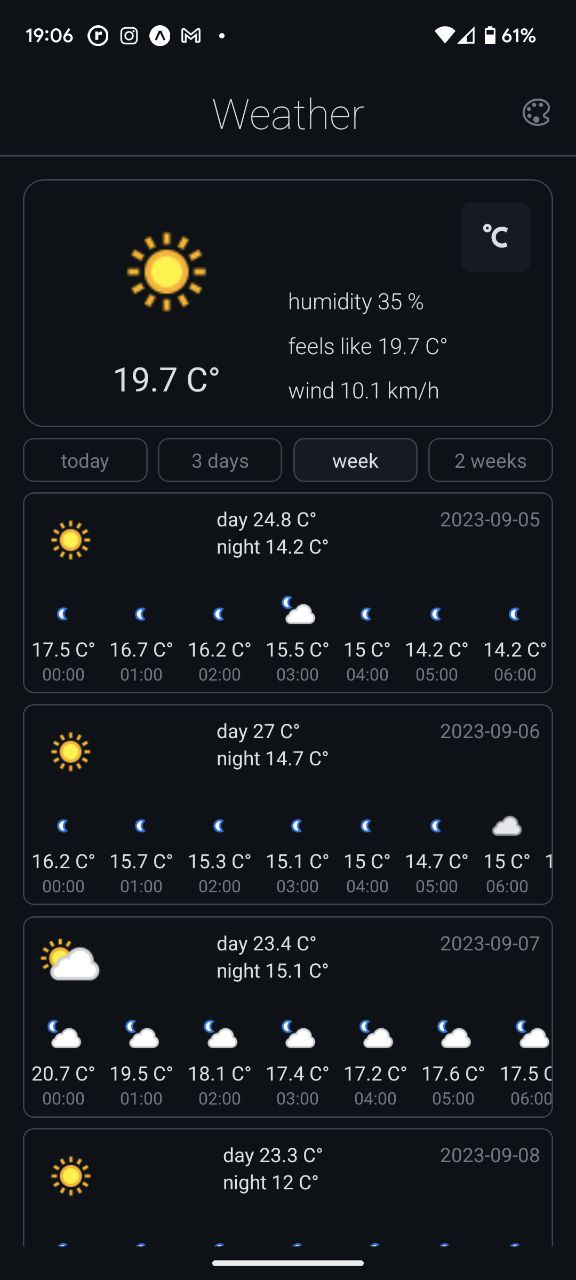 19:06 61%
Weather
°C
humidity 35 %
feels like 19.7 C°
19.7 C°
wind 10.1 km/h
today 3 days week 2 weeks
day 24.8 C° 2023-09-05
night 14.2 C°
17.5 C° 16.7 C° 16.2 C° 15.5 C° 15 C° 14.2 C° 14.2 C°
00:00 01:00 02:00 03:00 04:00 05:00 06:00
day 27 C° 2023-09-06
night 14.7 C°
16.2 C° 15.7 C° 15.3 C° 15.1 C° 15 C° 14.7 C° 15 C° 1
00:00 01:00 02:00 03:00 04:00 05:00 06:00
day 23.4 C° 2023-09-07
night 15.1 C°
20.7 C° 19.5 C° 18.1 C° 17.4 C° 17.2 C° 17.6 C° 17.5 C
00:00 01:00 02:00 03:00 04:00 05:00 06:00
day 23.3 C° 2023-09-08
night 12 C°